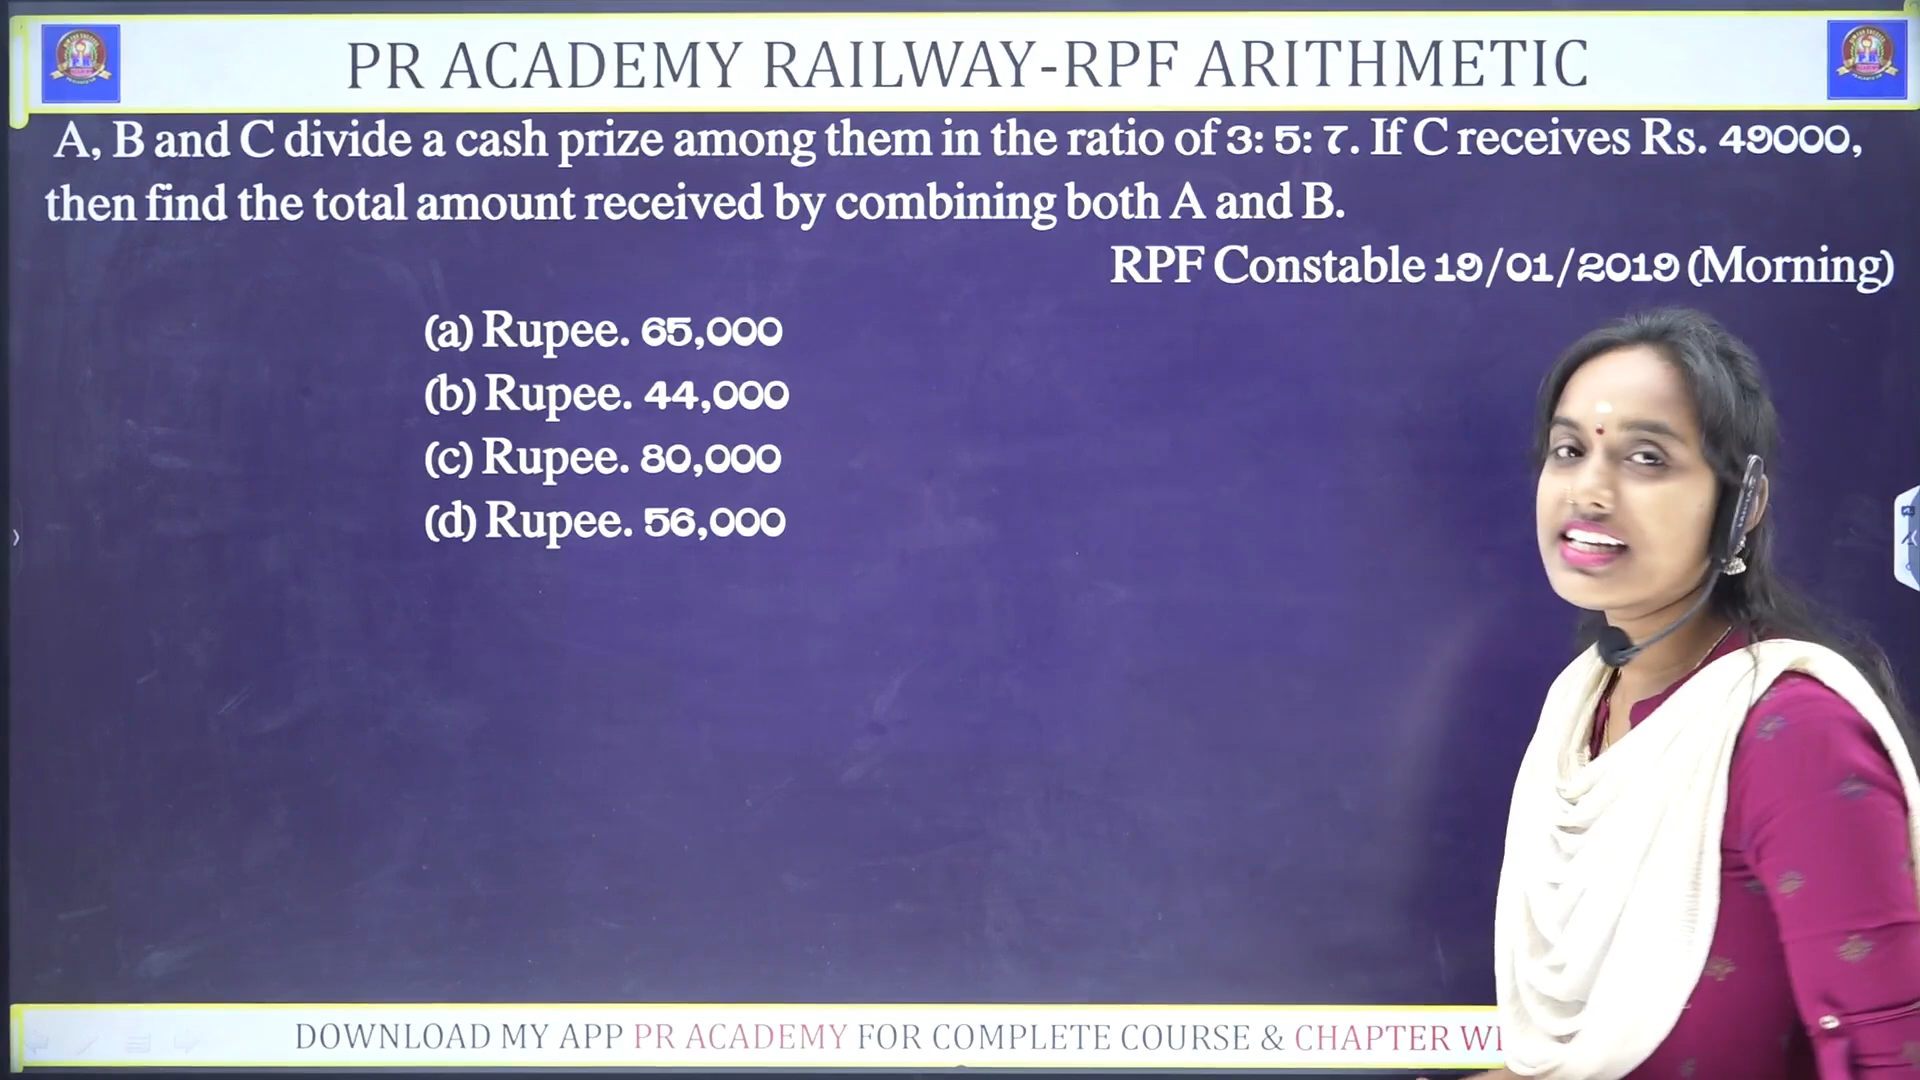 PR ACADEMY RAILWAY-RPF ARITHMETIC
A, B and C divide a cash prize among them in the ratio of 3: 5: 7. If C receives Rs. 49000,
then find the total amount received by combining both A and B.
RPF Constable 19/01/2019 (Morning)
(a) Rupee. 65,000
(b) Rupee. 44,000
(c) Rupee. 80,000
(d) Rupee. 56,000
DOWNLOAD MY APP PR ACADEMY FOR COMPLETE COURSE & CHAPTER